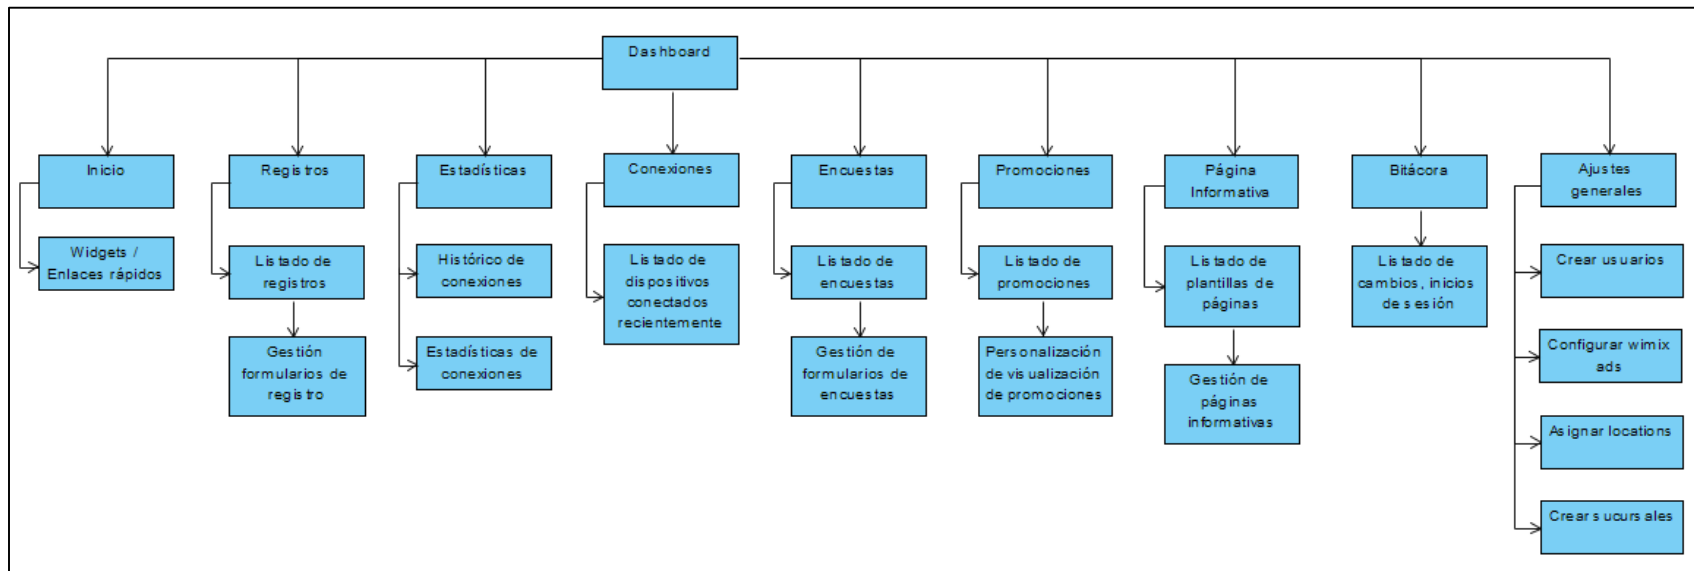 Dashboard
Inicio
Registros
Estadísticas
Conexiones
Encuestas
Promociones
Página
Informativa
Bitácora
Ajustes
generales
Widgets /
Enlaces rápidos
Listado de
registros
Histórico de
conexiones
Listado de
dispositivos
conectados
recientemente
Listado de
encuestas
Listado de
promociones
Listado de
plantillas de
páginas
Listado de
cambios, inicios
de sesión
Crear usuarios
Gestión
formularios de
registro
Estadísticas de
conexiones
Gestión de
formularios de
encuestas
Personalización
de visualización
de promociones
Gestión de
páginas
informativas
Configurar wimix
ads
Asignar locations
Crear sucursales